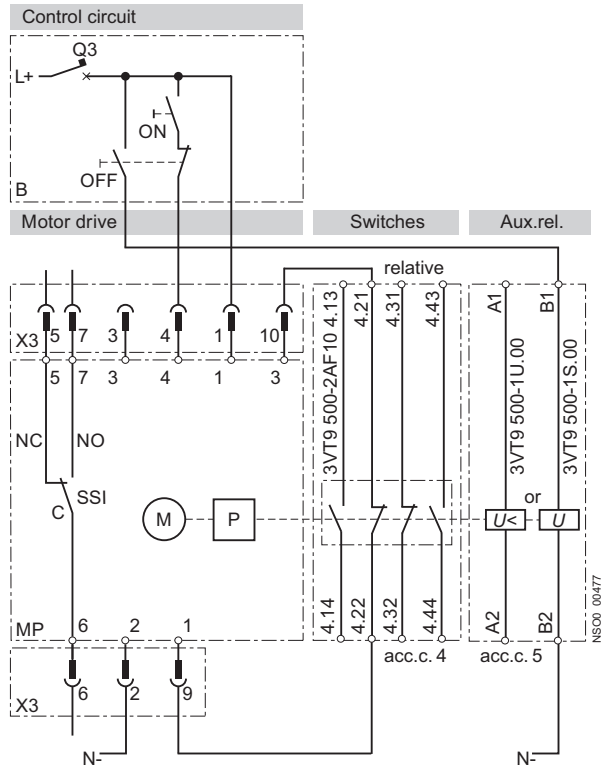 Control circuit
Q3
L+
ON
OFF
B
Motor drive
Switches
Aux.rel.
relative
X3
5
7
3
4
1
10
5
7
3
4
1
3
4.13
4.21
4.31
4.43
A1
B1
3VT9 500-2AF10
3VT9 500-1U.00
3VT9 500-1S.00
NC
NO
C
SSI
M
P
or
U<
U
4.14
4.22
4.32
4.44
A2
B2
MP
6
2
1
acc.c. 4
acc.c. 5
X3
6
2
9
N-
N-
NSO0 00477